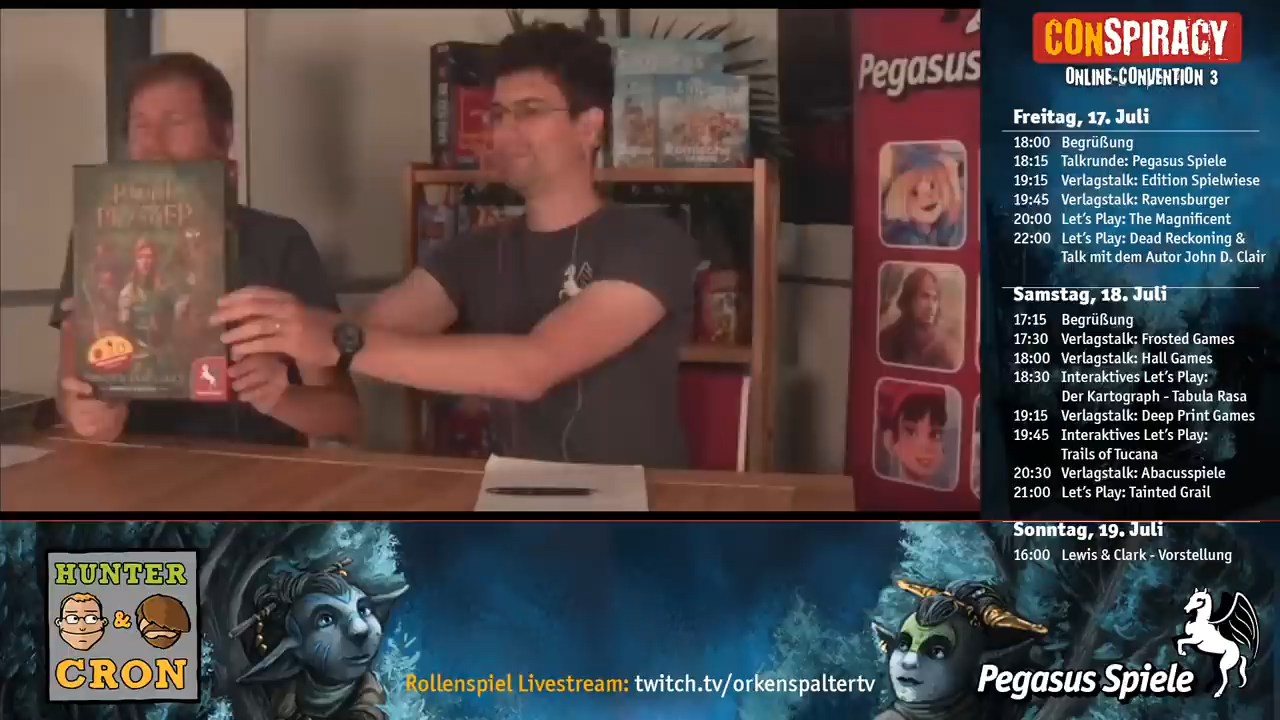 Pegasus
CONSPIRACY
ONLINE-CONVENTION 3
Freitag, 17. Juli
18:00 Begrüßung
18:15 Talkrunde: Pegasus Spiele
19:15 Verlagstalk: Edition Spielwiese
19:45 Verlagstalk: Ravensburger
20:00 Let's Play: The Magnificent
22:00 Let's Play: Dead Reckoning &
Talk mit dem Autor John D. Clair
Samstag, 18. Juli
17:15 Begrüßung
17:30 Verlagstalk: Frosted Games
18:00 Verlagstalk: Hall Games
18:30 Interaktives Let's Play:
Der Kartograph - Tabula Rasa
19:15 Verlagstalk: Deep Print Games
19:45 Interaktives Let's Play:
Trails of Tucana
20:30 Verlagstalk: Abacusspiele
21:00 Let's Play: Tainted Grail
Sonntag, 19. Juli
16:00 Lewis & Clark - Vorstellung
HUNTER
&
CRON
Rollenspiel Livestream: twitch.tv/orkenspaltertv
Pegasus Spiele